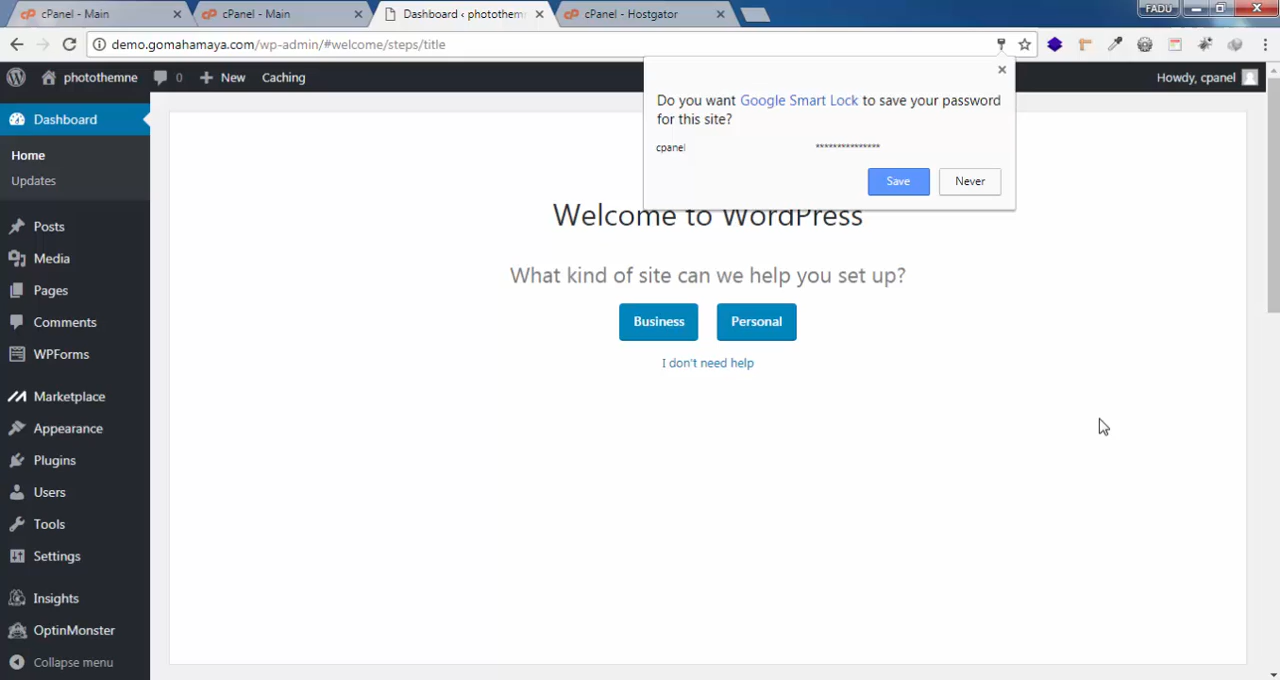 cPanel - Main
cPanel - Main
Dashboard ‹ photothemn
cPanel - Hostgator
FADU
demo.gomahamaya.com/wp-admin/#welcome/steps/title
photothemne
0
New
Caching
Howdy, cpanel
Do you want Google Smart Lock to save your password
for this site?
cpanel
***************
Save
Never
Dashboard
Home
Updates
Posts
Media
Pages
Comments
WPForms
Marketplace
Appearance
Plugins
Users
Tools
Settings
Insights
OptinMonster
Collapse menu
Welcome to WordPress
What kind of site can we help you set up?
Business
Personal
I don't need help